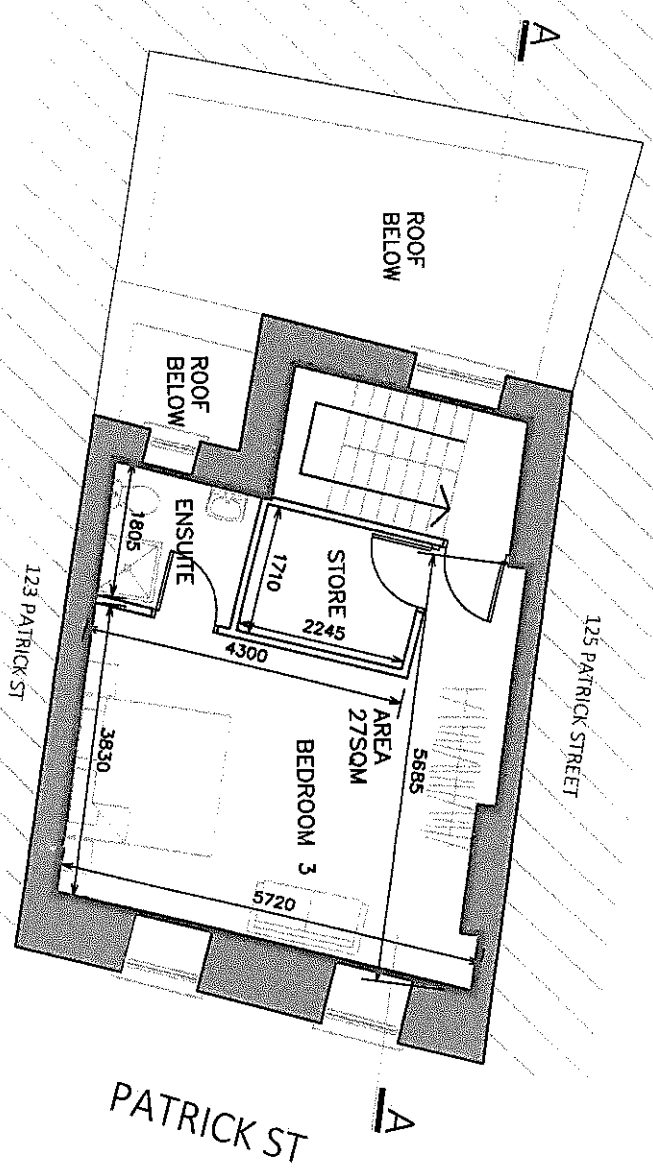 A
ROOF
BELOW
ROOF
BELOW
ENSUITE
1805
STORE
1710
2245
4300
AREA
27SQM
5685
BEDROOM 3
3830
5720
123 PATRICK ST
125 PATRICK STREET
A
PATRICK ST